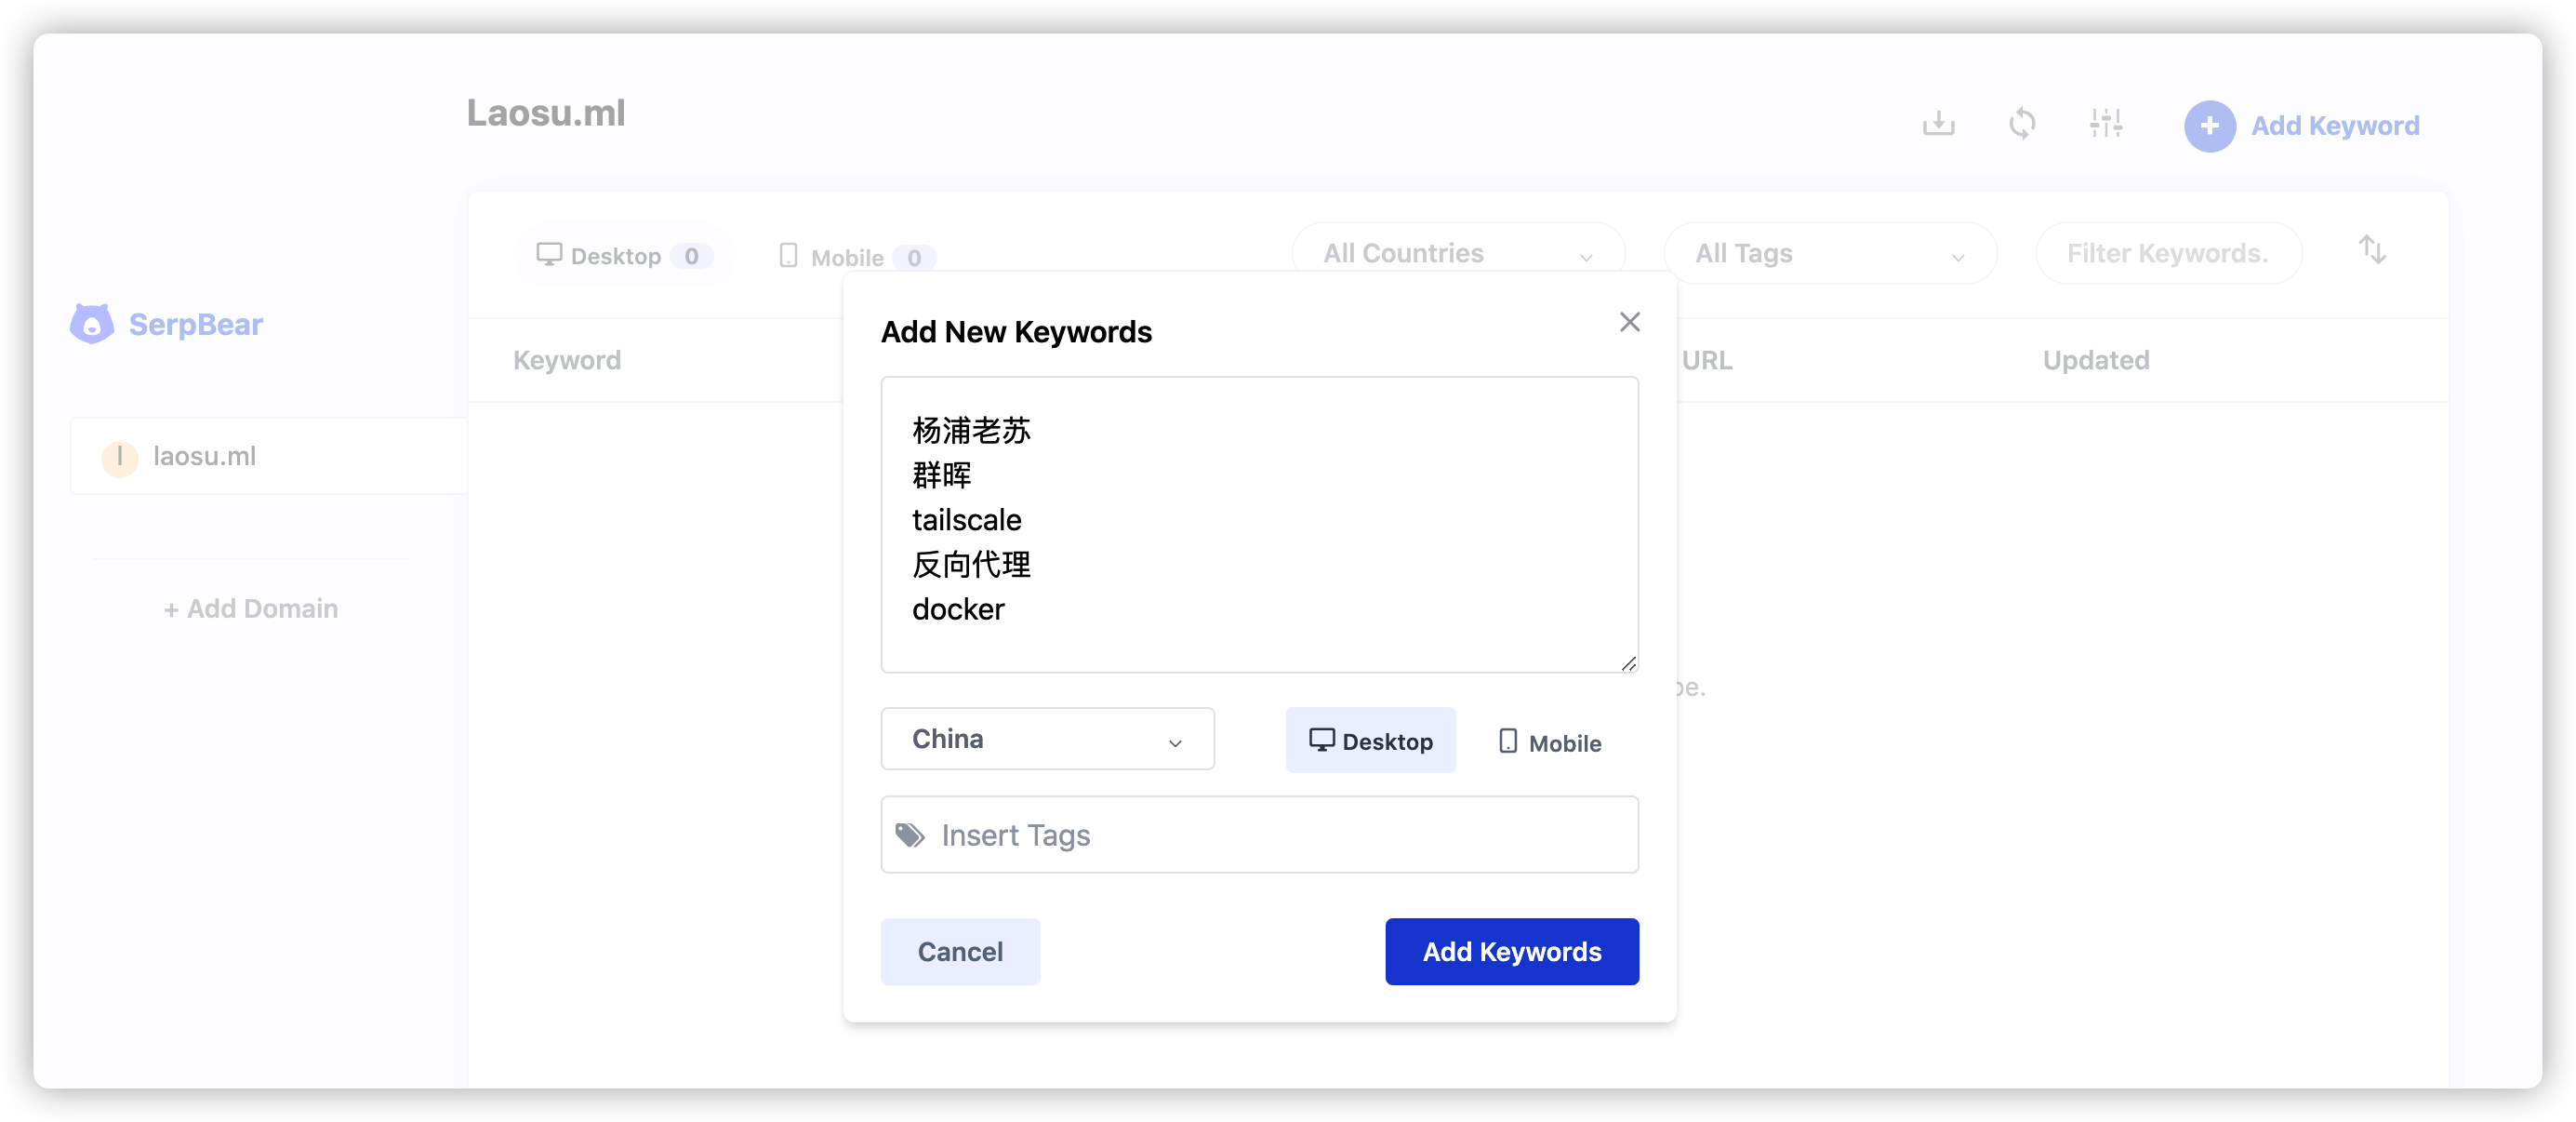 Laosu.ml
Add Keyword
Desktop 0
Mobile 0
All Countries
All Tags
Filter Keywords.
SerpBear
Keyword
URL
Updated
laosu.ml
+ Add Domain
Add New Keywords
杨浦老苏
群晖
tailscale
反向代理
docker
China
Desktop
Mobile
Insert Tags
Cancel
Add Keywords